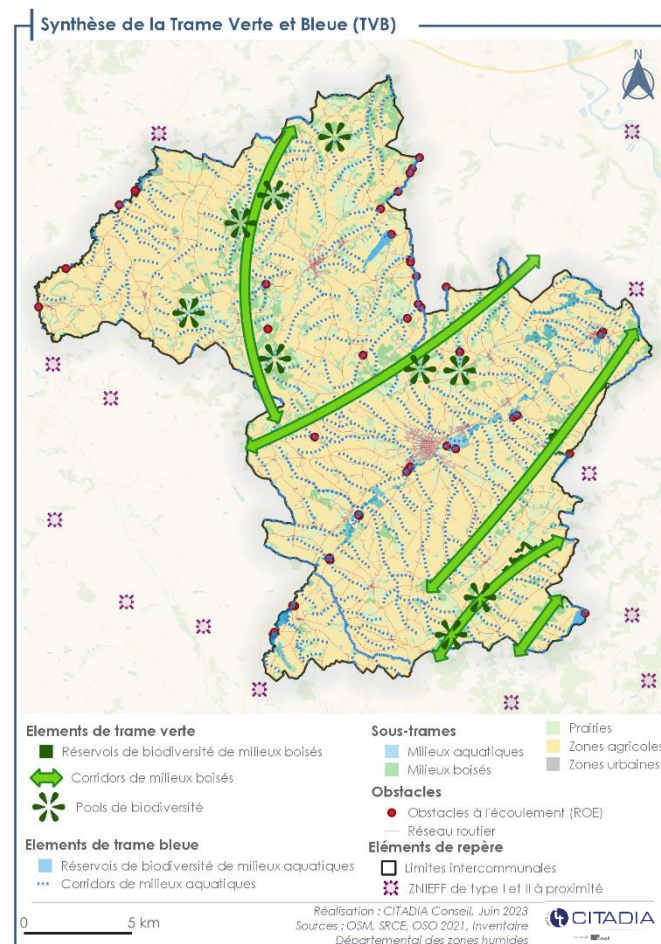 Synthèse de la Trame Verte et Bleue (TVB)
N
Elements de trame verte
Réservois de biodiversité de milieux boisés
Corridors de milieux boisés
Pools de biodiversité
Elements de trame bleue
Réservois de biodiversité de milieux aquatiques
Corridors de milieux aquatiques
Sous-trames
Milieux aquatiques
Milieux boisés
Prairies
Zones agricoles
Zones urbaines
Obstacles
Obstacles à l'écoulement (ROE)
Réseau routier
Eléments de repère
Limites intercommunales
ZNIEFF de type I et II à proximité
0 5 km
Réalisation : CITADIA Conseil, Juin 2023
Sources : OSM, SRCE, OSO 2021, Inventaire
Départemental des zones humides
CITADIA